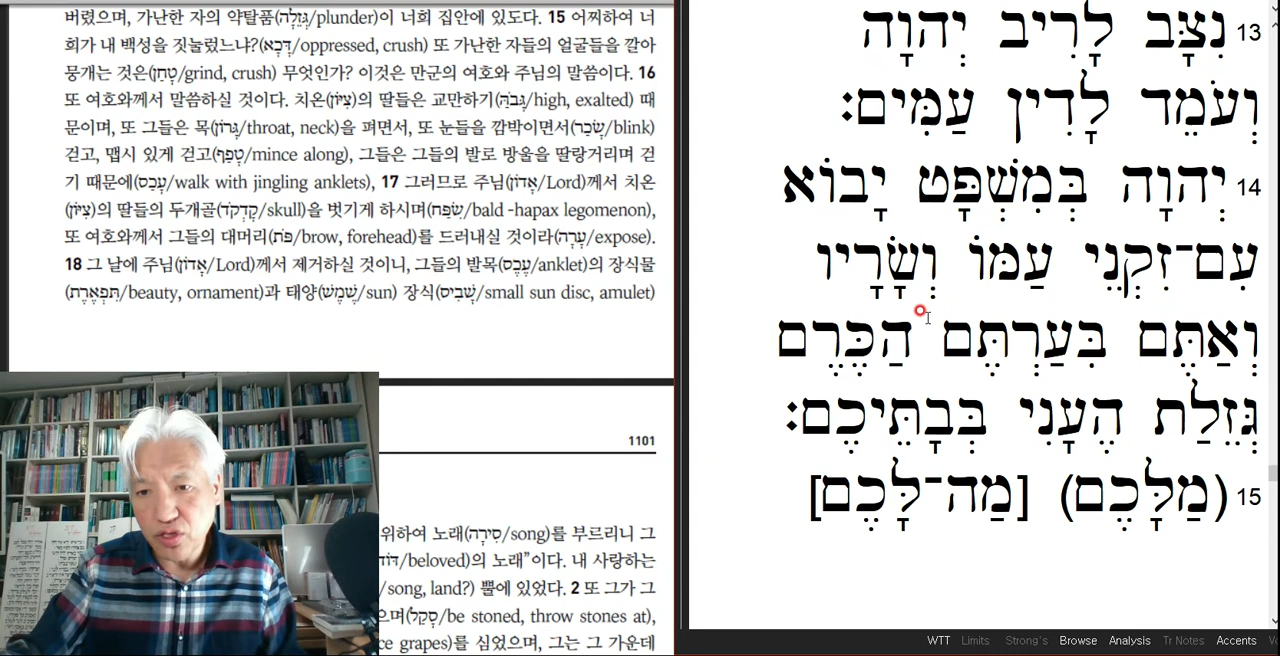 버렸으며, 가난한 자의 약탈품(גְּזֵלָה/plunder)이 너희 집안에 있도다. 15 어찌하여 너
희가 내 백성을 짓눌렀느냐?(דָּכָא/oppressed, crush) 또 가난한 자들의 얼굴들을 갈아
뭉개는 것은(טָחַן/grind, crush) 무엇인가? 이것은 만군의 여호와 주님의 말씀이다. 16
또 여호와께서 말씀하실 것이다. 치온(צִיּוֹן)의 딸들은 교만하기(גָּבַהּ/high, exalted) 때
문이며, 또 그들은 목(גָּרוֹן/throat, neck)을 펴면서, 또 눈들을 깜박이면서(שָׂקַר/blink)
걷고, 맵시 있게 걷고(טָפַף/mince along), 그들은 그들의 발로 방울을 딸랑거리며 걷
기 때문에(עָכַס/walk with jingling anklets), 17 그러므로 주님(אָדוֹן/Lord)께서 치온
(צִיּוֹן)의 딸들의 두개골(קָדְקֹד/skull)을 벗기게 하시며(שִׂפַּח/bald -hapax legomenon),
또 여호와께서 그들의 대머리(פֹּת/brow, forehead)를 드러내실 것이라(עָרָה/expose).
18 그 날에 주님(אָדוֹן/Lord)께서 제거하실 것이니, 그들의 발목(עֶכֶס/anklet)의 장식물
(תִּפְאֶרֶת/beauty, ornament)과 태양(שֶׁמֶשׁ/sun) 장식(שָׁבִיס/small sun disc, amulet)
1101
위하여 노래(שִׁירָה/song)를 부르리니 그
דּוֹד/beloved)의 노래”이다. 내 사랑하는
/song, land?) 뿔에 있었다. 2 또 그가 그
으며(סָקַל/be stoned, throw stones at),
ce grapes)를 심었으며, 그는 그 가운데
13 נִצָּב לָרִיב יְהוָה
וְעֹמֵד לָדִין עַמִּים׃
14 יְהוָה בְּמִשְׁפָּט יָבוֹא
עִם־זִקְנֵי עַמּוֹ וְשָׂרָיו
וְאַתֶּם בִּעַרְתֶּם הַכֶּרֶם
גְּזֵלַת הֶעָנִי בְּבָתֵּיכֶם׃
15 (מַלָּכֶם) [מַה־לָּכֶם]
WTT Limits Strong's Browse Analysis Tr Notes Accents